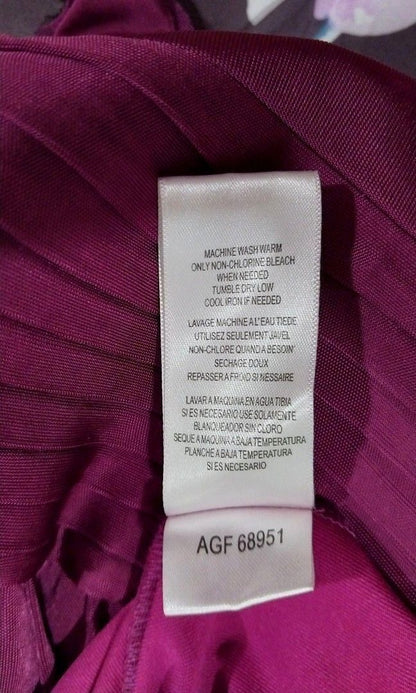 MACHINE WASH WARM
ONLY NON-CHLORINE BLEACH
WHEN NEEDED
TUMBLE DRY LOW
COOL IRON IF NEEDED
LAVAGE MACHINE A L'EAU TIEDE
UTILISEZ SEULEMENT JAVEL
NON-CHLORE QUAND A BESOIN'
SECHAGE DOUX
REPASSER A FROID SI NESSAIRE
LAVAR A MAQUINA EN AGUA TIBIA
SI ES NECESARIO USE SOLAMENTE
BLANQUEADOR SIN CLORO
SEQUE A MAQUINA A BAJA TEMPERATURA
PLANCHE A BAJA TEMPERATURA
SI ES NECESARIO
AGF 68951